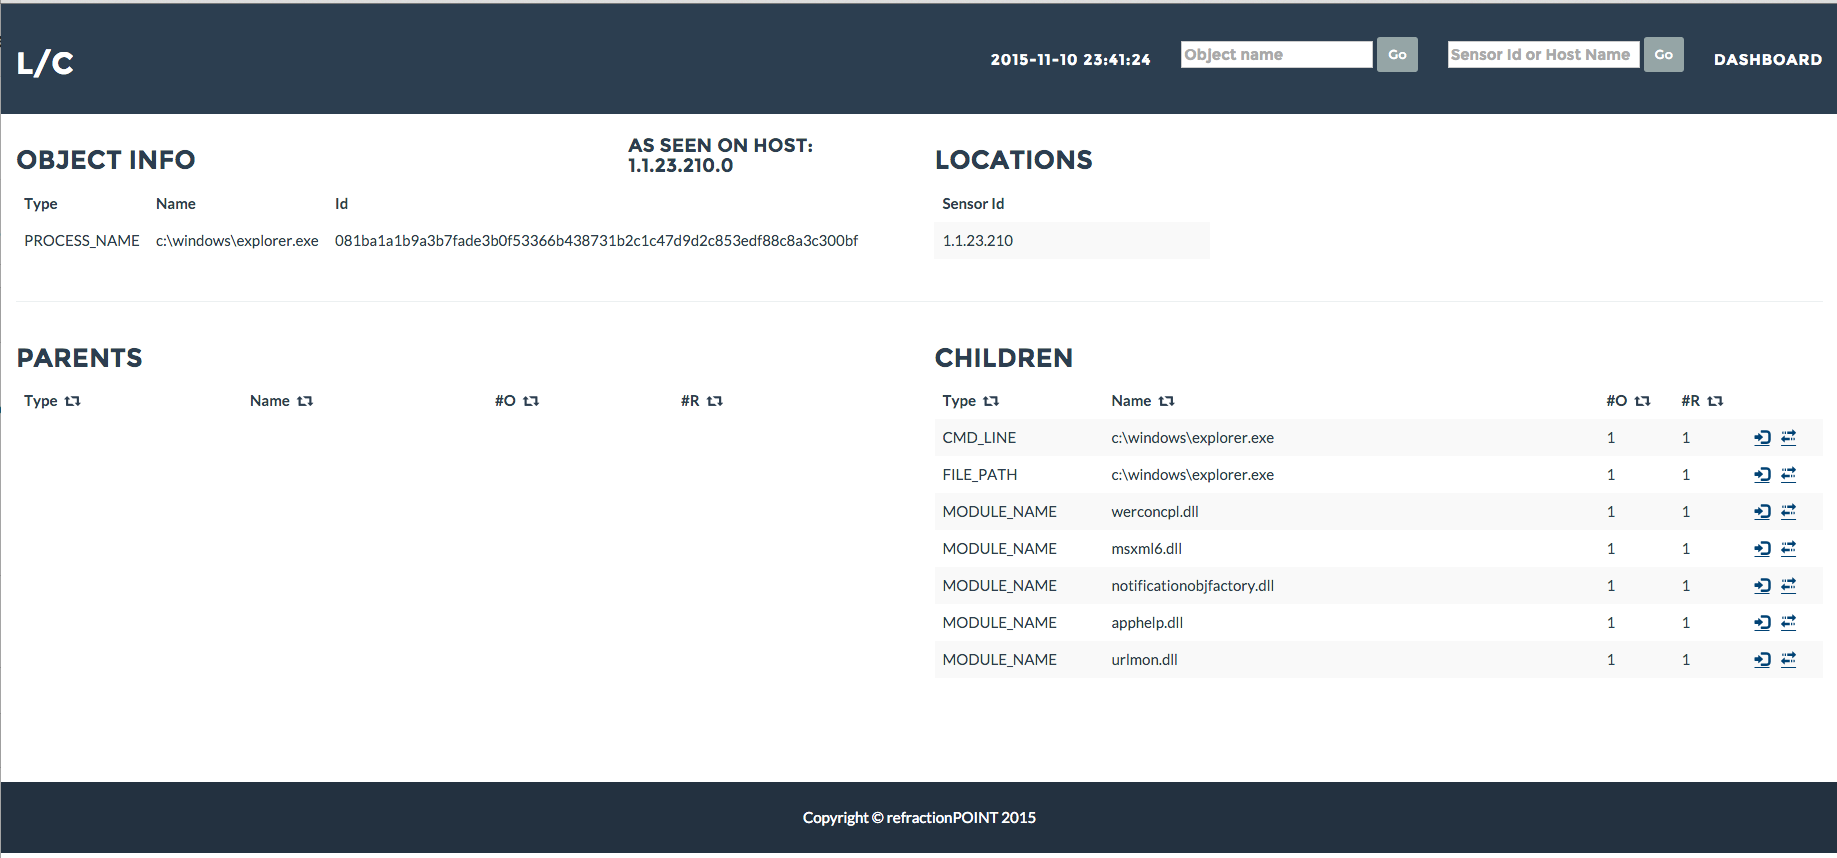 L/C
2015-11-10 23:41:24
Object name Go
Sensor Id or Host Name Go
DASHBOARD
OBJECT INFO
AS SEEN ON HOST:
1.1.23.210.0
Type Name Id
PROCESS_NAME c:\windows\explorer.exe 081ba1a1b9a3b7fade3b0f53366b438731b2c1c47d9d2c853edf88c8a3c300bf
LOCATIONS
Sensor Id
1.1.23.210
PARENTS
Type Name #O #R
CHILDREN
Type Name #O #R
CMD_LINE c:\windows\explorer.exe 1 1
FILE_PATH c:\windows\explorer.exe 1 1
MODULE_NAME werconcpl.dll 1 1
MODULE_NAME msxml6.dll 1 1
MODULE_NAME notificationobjfactory.dll 1 1
MODULE_NAME apphelp.dll 1 1
MODULE_NAME urlmon.dll 1 1
Copyright © refractionPOINT 2015